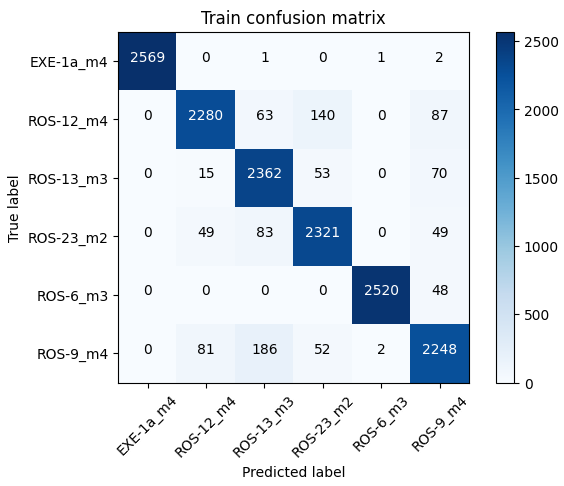 Train confusion matrix
True label
EXE-1a_m4 2569 0 1 0 1 2
ROS-12_m4 0 2280 63 140 0 87
ROS-13_m3 0 15 2362 53 0 70
ROS-23_m2 0 49 83 2321 0 49
ROS-6_m3 0 0 0 0 2520 48
ROS-9_m4 0 81 186 52 2 2248
EXE-1a_m4 ROS-12_m4 ROS-13_m3 ROS-23_m2 ROS-6_m3 ROS-9_m4
Predicted label
2500
2000
1500
1000
500
0